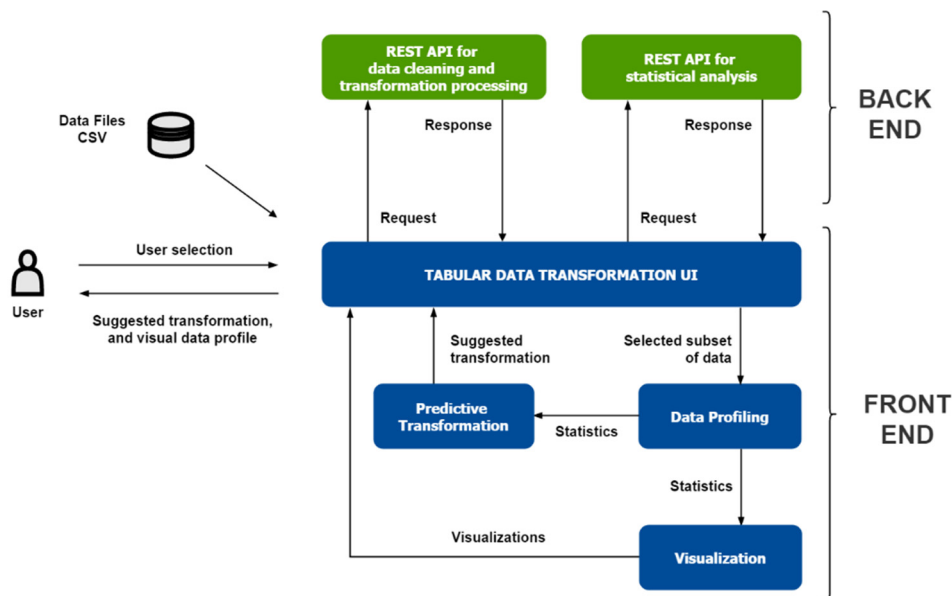 REST API for
data cleaning and
transformation processing
REST API for
statistical analysis
BACK
END
Data Files
CSV
Response
Response
Request
Request
User selection
TABULAR DATA TRANSFORMATION UI
User
Suggested transformation,
and visual data profile
Suggested
transformation
Selected subset
of data
Predictive
Transformation
Data Profiling
FRONT
END
Statistics
Statistics
Visualizations
Visualization